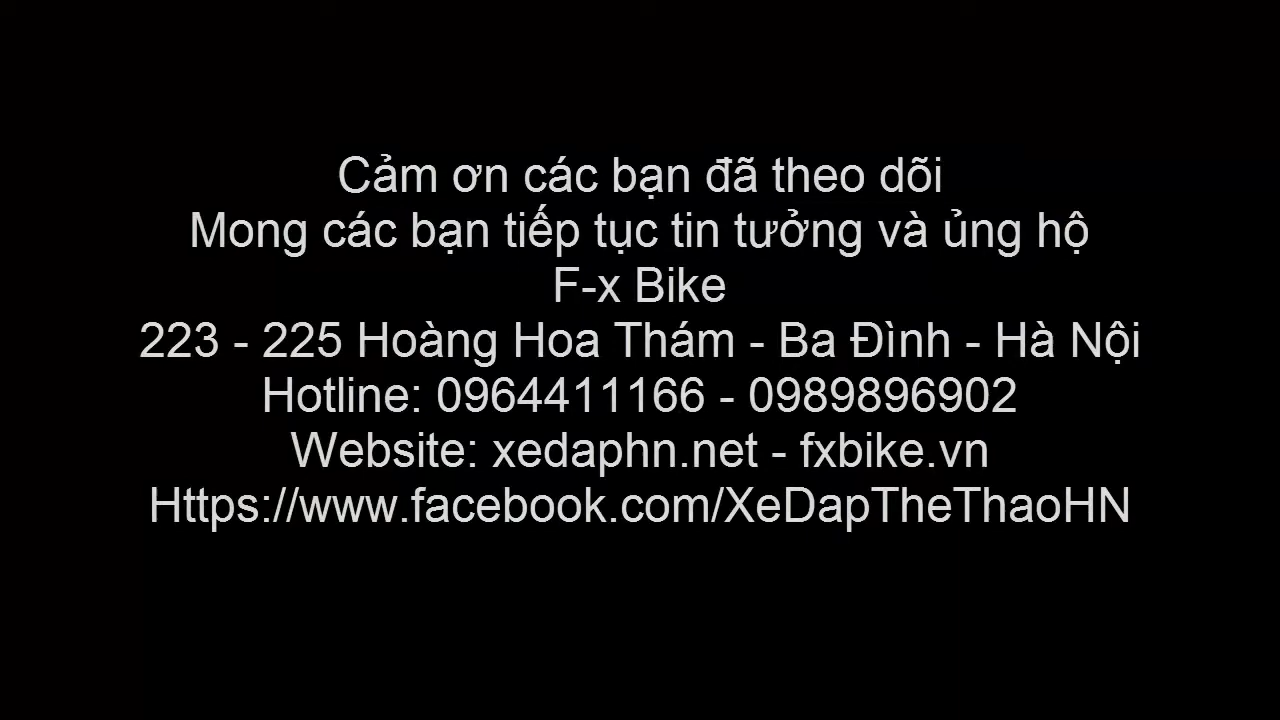 Cảm ơn các bạn đã theo dõi
Mong các bạn tiếp tục tin tưởng và ủng hộ
F-x Bike
223 - 225 Hoàng Hoa Thám - Ba Đình - Hà Nội
Hotline: 0964411166 - 0989896902
Website: xedaphn.net - fxbike.vn
Https://www.facebook.com/XeDapTheThaoHN